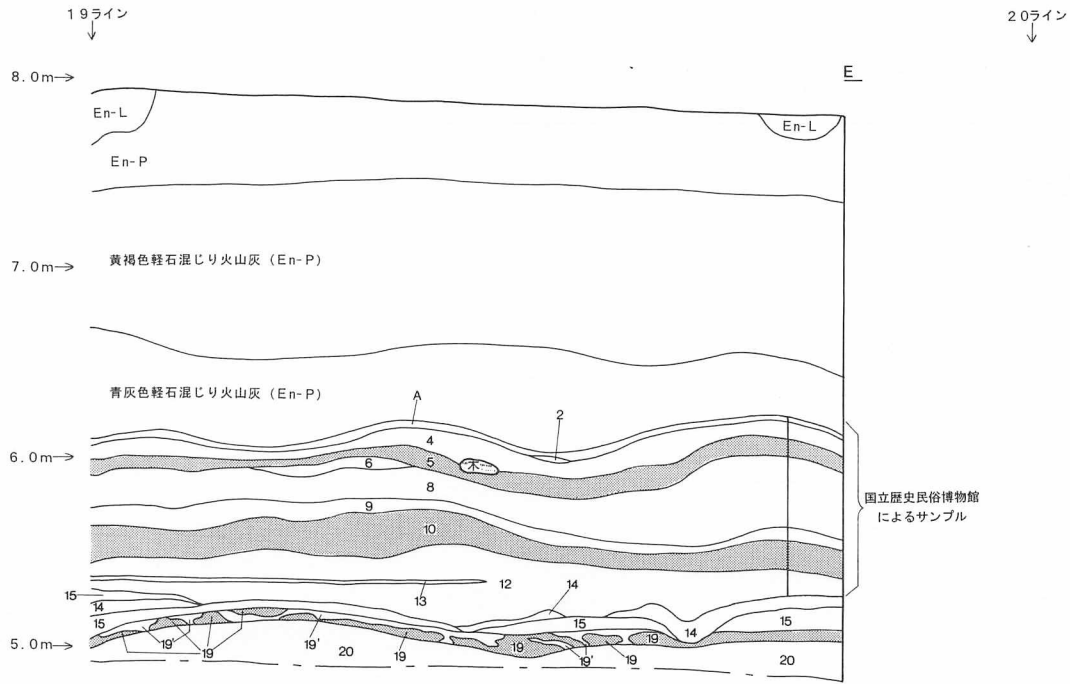 19ライン
20ライン
8.0m→
E
En-L
En-L
En-P
7.0m→
黄褐色軽石混じり火山灰 (En-P)
青灰色軽石混じり火山灰 (En-P)
A
2
4
6.0m→
6
5
木
8
9
国立歴史民俗博物館
によるサンプル
10
12
13
14
15
14
15
15
15
14
19'
19
19'
19
19
19'
19
19
5.0m→
20
20